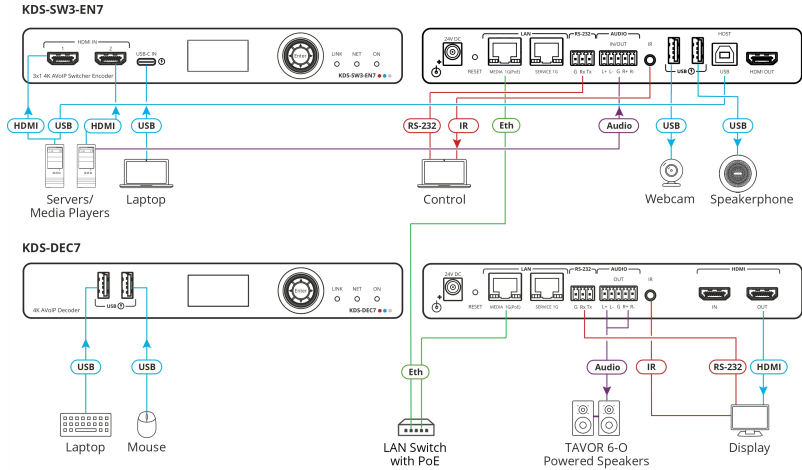 KDS-SW3-EN7
HDMI IN
1 2 USB-C IN
Enter
LINK NET ON
3x1 4K AVoIP Switcher Encoder
KDS-SW3-EN7
24V DC
LAN
RS-232
AUDIO
IN/OUT
IR
HOST
RESET
MEDIA 1G(PoE)
SERVICE 1G
G Rx Tx
L+ L- G R+ R-
USB
USB
HDMI OUT
HDMI
USB
HDMI
USB
RS-232
IR
Eth
Audio
USB
USB
Servers/
Media Players
Laptop
Control
Webcam
Speakerphone
KDS-DEC7
USB
Enter
LINK NET ON
4K AVoIP Decoder
KDS-DEC7
24V DC
LAN
RS-232
AUDIO
OUT
IR
HDMI
RESET
MEDIA 1G(PoE)
SERVICE 1G
G Rx Tx
L+ L- G R+ R-
IN
OUT
USB
USB
Eth
Audio
IR
RS-232
HDMI
Laptop
Mouse
LAN Switch
with PoE
TAVOR 6-O
Powered Speakers
Display